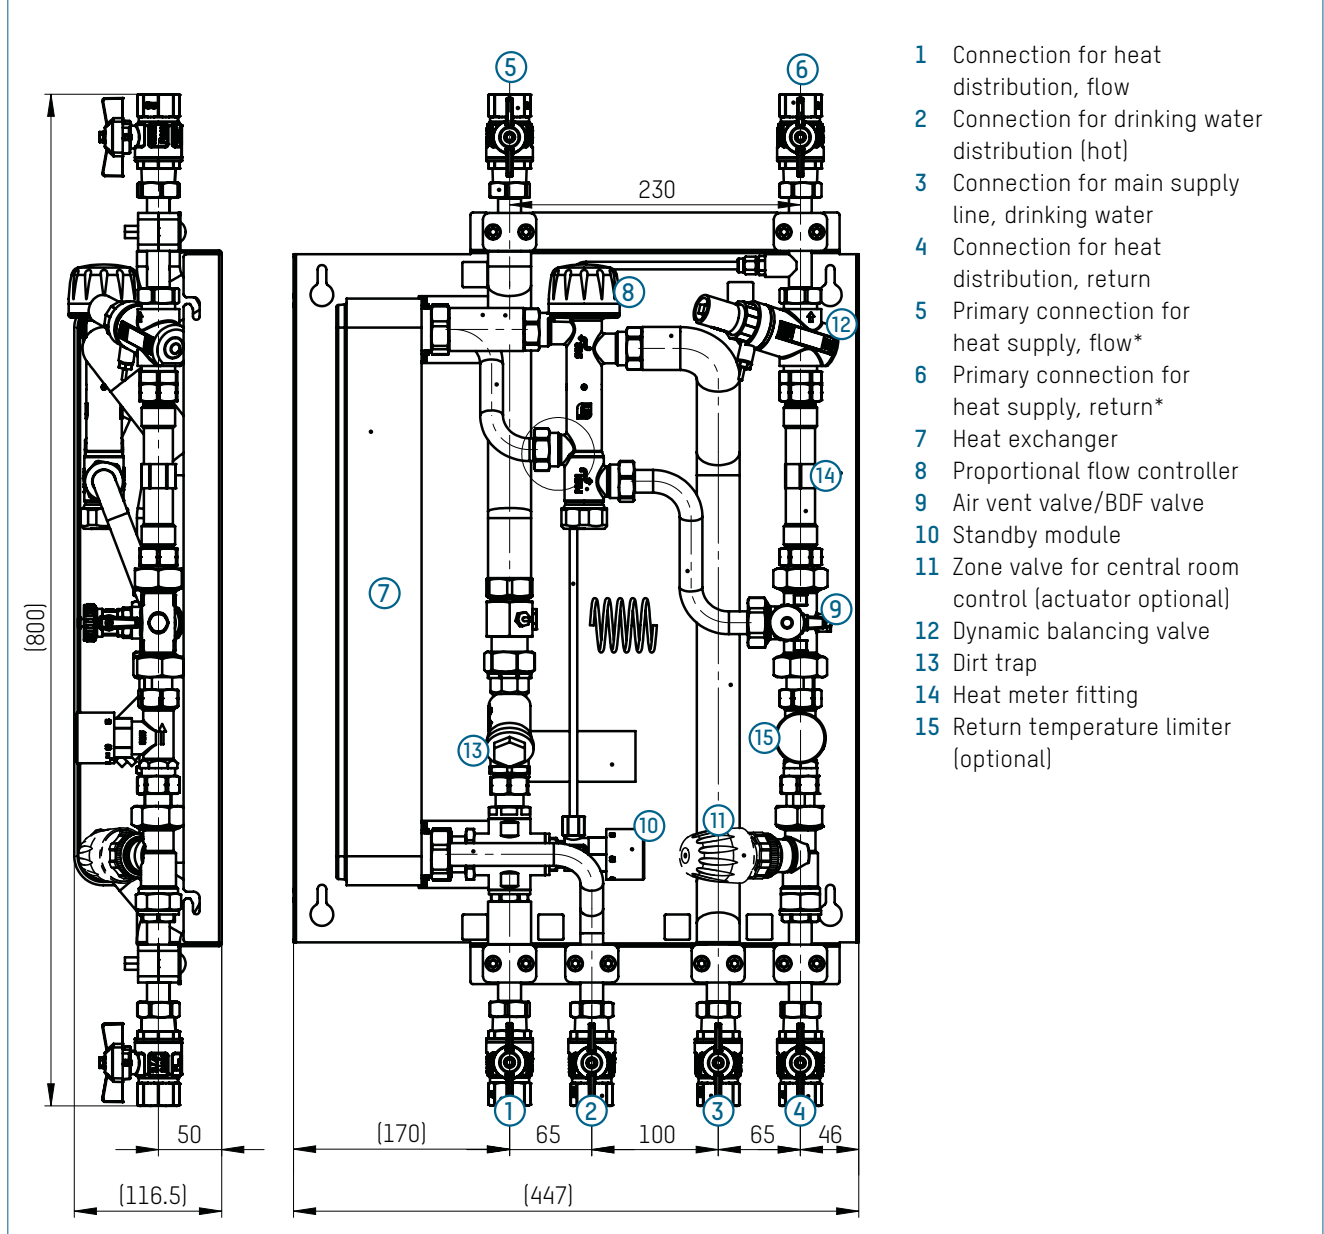 5
6
1 Connection for heat
distribution, flow
2 Connection for drinking water
distribution (hot)
3 Connection for main supply
line, drinking water
4 Connection for heat
distribution, return
5 Primary connection for
heat supply, flow*
6 Primary connection for
heat supply, return*
7 Heat exchanger
8 Proportional flow controller
9 Air vent valve/BDF valve
10 Standby module
11 Zone valve for central room
control (actuator optional)
12 Dynamic balancing valve
13 Dirt trap
14 Heat meter fitting
15 Return temperature limiter
(optional)
230
8
12
14
7
9
(800)
13
15
10
11
1
2
3
4
50
(170)
65
100
65
46
(116.5)
(447)